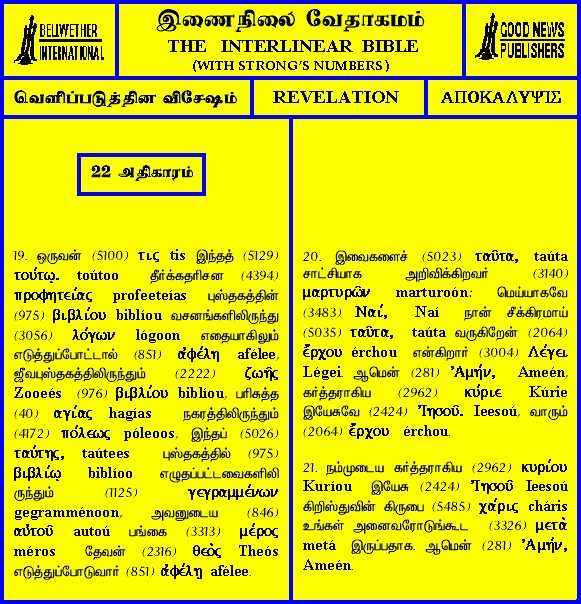 BELLWETHER
INTERNATIONAL
இணைநிலை வேதாகமம்
THE INTERLINEAR BIBLE
(WITH STRONG'S NUMBERS)
GOOD NEWS
PUBLISHERS
வெளிப்படுத்தின விசேஷம்
REVELATION
ΑΠΟΚΑΛΥΨΙΣ
22 அதிகாரம்
19. ஒருவன் (5100) τις tis இந்தத் (5129)
τούτῳ. toútoo தீர்க்கதரிசன (4394)
προφητείας profeeteías புஸ்தகத்தின்
(975) βιβλίου biblíou வசனங்களிலிருந்து
(3056) λόγων lógoon எதையாகிலும்
எடுத்துப்போட்டால் (851) ἀφέλη afélee,
ஜீவபுஸ்தகத்திலிருந்தும் (2222) ζωῆς
Zooeés (976) βιβλίου biblíou, பரிசுத்த
(40) αγίας hagías நகரத்திலிருந்தும்
(4172) πόλεως póleoos, இந்தப் (5026)
ταύτης, taútees புஸ்தகத்தில் (975)
βιβλίῳ biblíoo எழுதப்பட்டவைகளிலி
ருந்தும் (1125) γεγραμμένων
gegramménoon, அவனுடைய (846)
αὐτοῦ autoú பங்கை (3313) μέρος
méros தேவன் (2316) θεὸς Theós
எடுத்துப்போடுவார் (851) ἀφέλῃ afélee.
20. இவைகளைச் (5023) ταῦτα, taúta
சாட்சியாக அறிவிக்கிறவர் (3140)
μαρτυρῶν marturoón: மெய்யாகவே
(3483) Ναί, Naí நான் சீக்கிரமாய்
(5035) ταῦτα, taúta வருகிறேன் (2064)
ἔρχου érchou என்கிறார் (3004) Λέγει
Légei. ஆமென் (281) Ἀμήν, Ameén,
கர்த்தராகிய (2962) κύριε Kúrie
இயேசுவே (2424) Ἰησοῦ. Ieesoú, வாரும்
(2064) ἔρχου érchou.
21. நம்முடைய கர்த்தராகிய (2962) κυρίου
Kuríou இயேசு (2424) Ἰησοῦ Ieesoú
கிறிஸ்துவின் கிருபை (5485) χάρις cháris
உங்கள் அனைவரோடுங்கூட (3326) μετὰ
metá இருப்பதாக. ஆமென் (281) Ἀμήν,
Ameén.